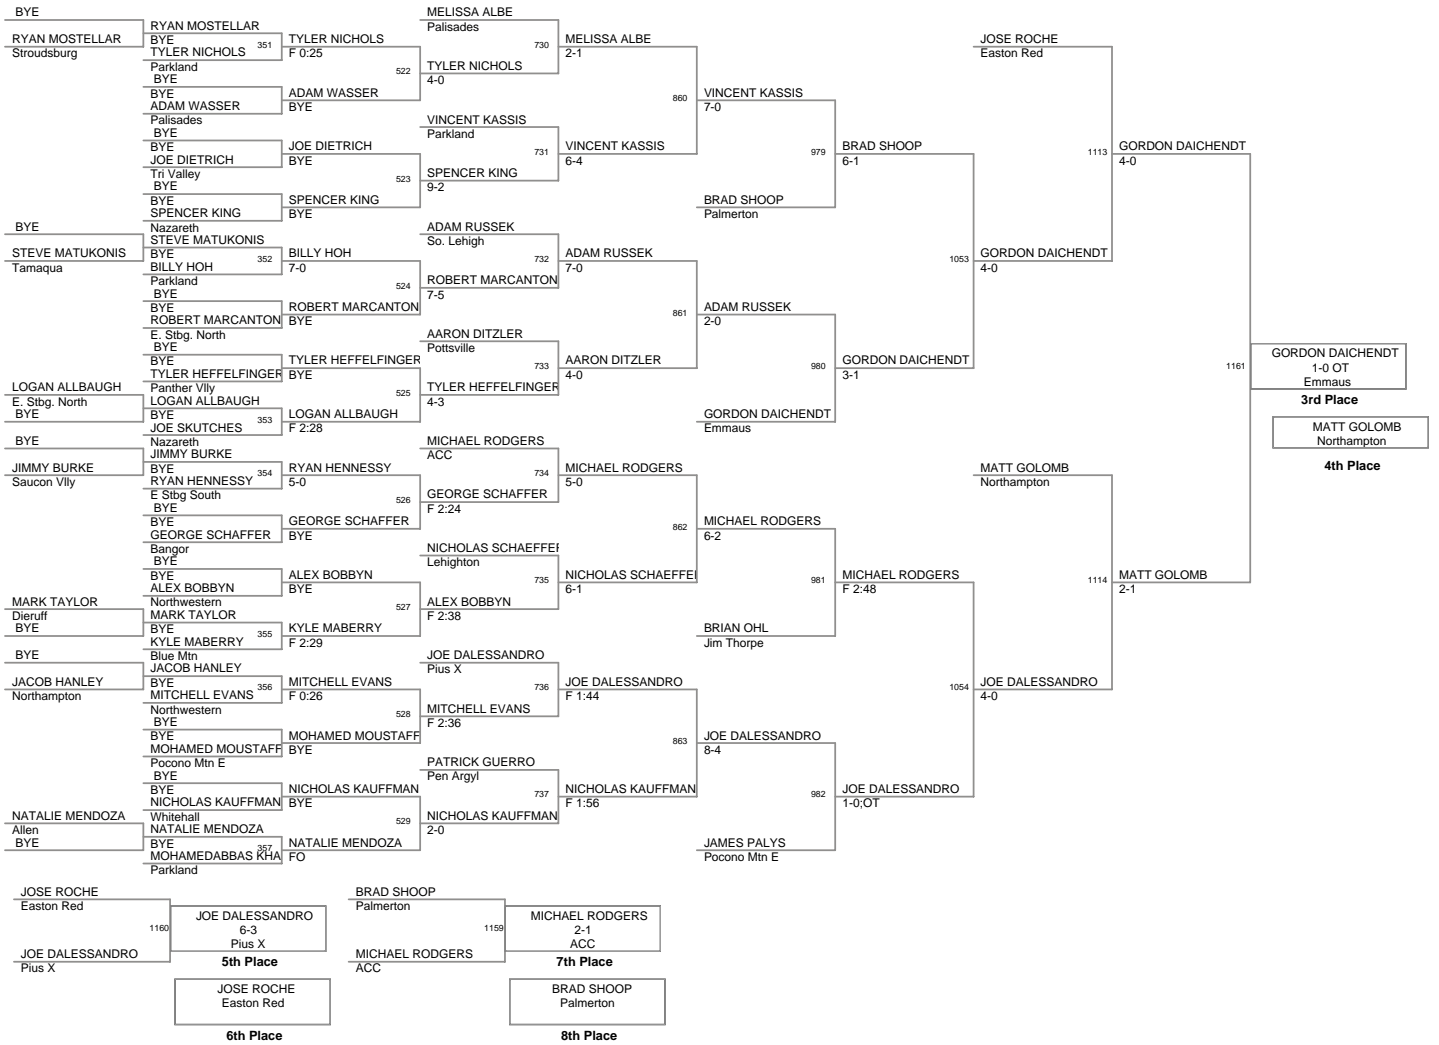 BYE
RYAN MOSTELLAR
Stroudsburg
BYE
STEVE MATUKONIS
Tamaqua
LOGAN ALLBAUGH
E. Stbg. North
BYE
BYE
JIMMY BURKE
Saucon Vlly
MARK TAYLOR
Dieruff
BYE
BYE
JACOB HANLEY
Northampton
NATALIE MENDOZA
Allen
BYE
RYAN MOSTELLAR
BYE
351
TYLER NICHOLS
Parkland
BYE
BYE
ADAM WASSER
Palisades
BYE
BYE
JOE DIETRICH
Tri Valley
BYE
BYE
SPENCER KING
Nazareth
STEVE MATUKONIS
BYE
352
BILLY HOH
Parkland
BYE
BYE
ROBERT MARCANTON
E. Stbg. North
BYE
BYE
TYLER HEFFELFINGER
Panther Vlly
LOGAN ALLBAUGH
BYE
353
JOE SKUTCHES
Nazareth
JIMMY BURKE
BYE
354
RYAN HENNESSY
E Stbg South
BYE
BYE
GEORGE SCHAFFER
Bangor
BYE
BYE
ALEX BOBBYN
Northwestern
MARK TAYLOR
BYE
355
KYLE MABERRY
Blue Mtn
JACOB HANLEY
BYE
356
MITCHELL EVANS
Northwestern
BYE
BYE
MOHAMED MOUSTAFF
Pocono Mtn E
BYE
BYE
NICHOLAS KAUFFMAN
Whitehall
NATALIE MENDOZA
BYE
357
MOHAMEDABBAS KHA
Parkland
TYLER NICHOLS
F 0:25
522
ADAM WASSER
BYE
JOE DIETRICH
BYE
523
SPENCER KING
BYE
BILLY HOH
7-0
524
ROBERT MARCANTON
BYE
TYLER HEFFELFINGER
BYE
525
LOGAN ALLBAUGH
F 2:28
RYAN HENNESSY
5-0
526
GEORGE SCHAFFER
BYE
ALEX BOBBYN
BYE
527
KYLE MABERRY
F 2:29
MITCHELL EVANS
F 0:26
528
MOHAMED MOUSTAFF
BYE
NICHOLAS KAUFFMAN
BYE
529
NATALIE MENDOZA
FO
MELISSA ALBE
Palisades
730
TYLER NICHOLS
4-0
VINCENT KASSIS
Parkland
731
SPENCER KING
9-2
ADAM RUSSEK
So. Lehigh
732
ROBERT MARCANTON
7-5
AARON DITZLER
Pottsville
733
TYLER HEFFELFINGER
4-3
MICHAEL RODGERS
ACC
734
GEORGE SCHAFFER
F 2:24
NICHOLAS SCHAEFFER
Lehighton
735
ALEX BOBBYN
F 2:38
JOE DALESSANDRO
Pius X
736
MITCHELL EVANS
F 2:36
PATRICK GUERRO
Pen Argyl
737
NICHOLAS KAUFFMAN
2-0
MELISSA ALBE
2-1
860
VINCENT KASSIS
6-4
ADAM RUSSEK
7-0
861
AARON DITZLER
4-0
MICHAEL RODGERS
5-0
862
NICHOLAS SCHAEFFEI
6-1
JOE DALESSANDRO
F 1:44
863
NICHOLAS KAUFFMAN
F 1:56
VINCENT KASSIS
7-0
979
BRAD SHOOP
Palmerton
ADAM RUSSEK
2-0
980
GORDON DAICHENDT
Emmaus
MICHAEL RODGERS
6-2
981
BRIAN OHL
Jim Thorpe
JOE DALESSANDRO
8-4
982
JAMES PALYS
Pocono Mtn E
BRAD SHOOP
6-1
1053
GORDON DAICHENDT
3-1
MICHAEL RODGERS
F 2:48
1054
JOE DALESSANDRO
1-0;OT
JOSE ROCHE
Easton Red
1113
GORDON DAICHENDT
4-0
MATT GOLOMB
Northampton
1114
JOE DALESSANDRO
4-0
GORDON DAICHENDT
4-0
1161
MATT GOLOMB
2-1
GORDON DAICHENDT
1-0 OT
Emmaus
3rd Place
MATT GOLOMB
Northampton
4th Place
JOSE ROCHE
Easton Red
1160
JOE DALESSANDRO
Pius X
JOE DALESSANDRO
6-3
Pius X
5th Place
JOSE ROCHE
Easton Red
6th Place
BRAD SHOOP
Palmerton
1159
MICHAEL RODGERS
ACC
MICHAEL RODGERS
2-1
ACC
7th Place
BRAD SHOOP
Palmerton
8th Place